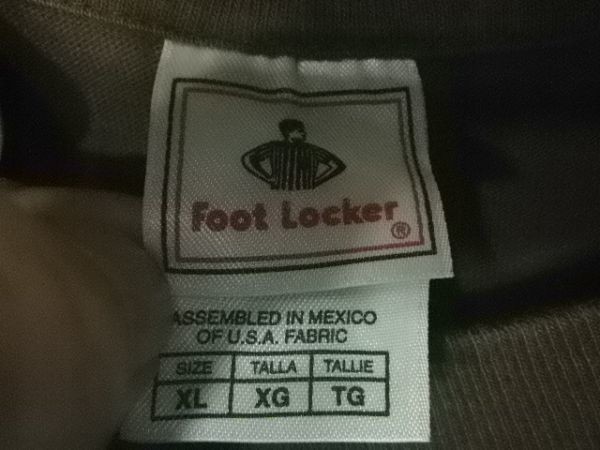 Foot Locker
®
ASSEMBLED IN MEXICO
OF U.S.A. FABRIC
SIZE TALLA TALLIE
XL XG TG